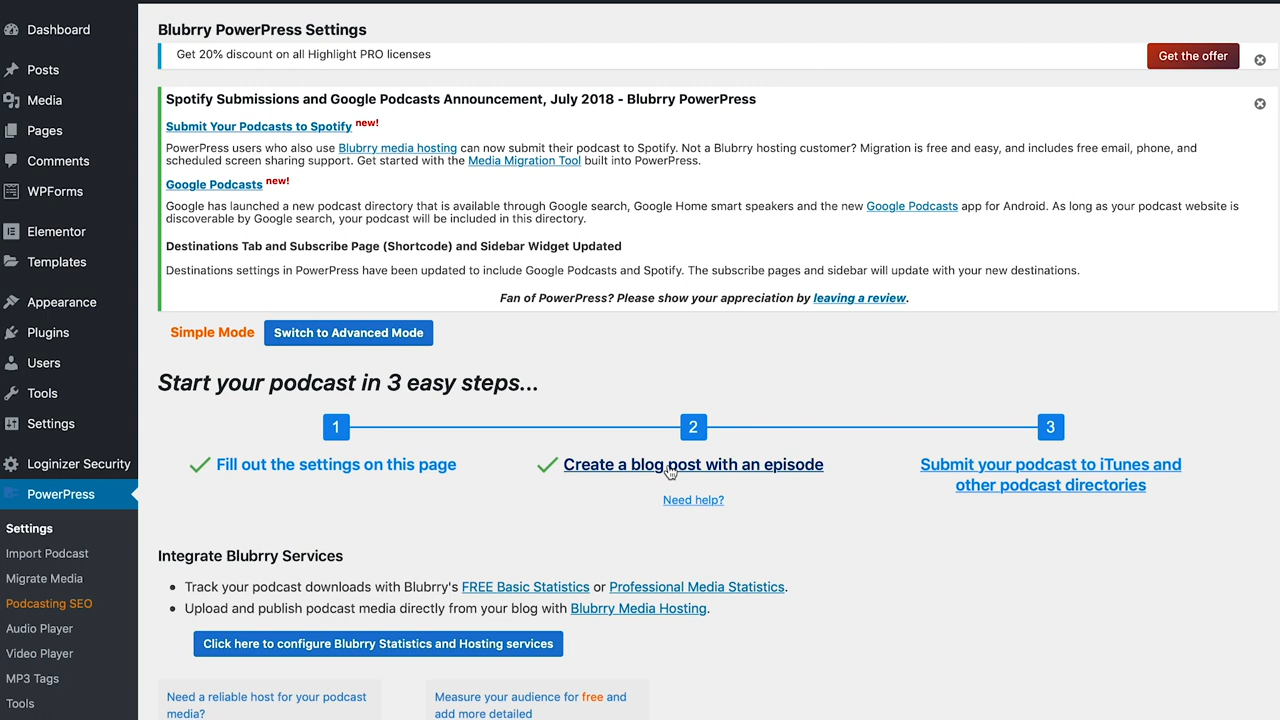 Dashboard
Posts
Media
Pages
Comments
WPForms
Elementor
Templates
Appearance
Plugins
Users
Tools
Settings
Loginizer Security
PowerPress
Settings
Import Podcast
Migrate Media
Podcasting SEO
Audio Player
Video Player
MP3 Tags
Tools
Blubrry PowerPress Settings
Get 20% discount on all Highlight PRO licenses
Get the offer
Spotify Submissions and Google Podcasts Announcement, July 2018 - Blubrry PowerPress
Submit Your Podcasts to Spotify new!
PowerPress users who also use Blubrry media hosting can now submit their podcast to Spotify. Not a Blubrry hosting customer? Migration is free and easy, and includes free email, phone, and
scheduled screen sharing support. Get started with the Media Migration Tool built into PowerPress.
Google Podcasts new!
Google has launched a new podcast directory that is available through Google search, Google Home smart speakers and the new Google Podcasts app for Android. As long as your podcast website is
discoverable by Google search, your podcast will be included in this directory.
Destinations Tab and Subscribe Page (Shortcode) and Sidebar Widget Updated
Destinations settings in PowerPress have been updated to include Google Podcasts and Spotify. The subscribe pages and sidebar will update with your new destinations.
Fan of PowerPress? Please show your appreciation by leaving a review.
Simple Mode
Switch to Advanced Mode
Start your podcast in 3 easy steps...
1
2
3
Fill out the settings on this page
Create a blog post with an episode
Need help?
Submit your podcast to iTunes and
other podcast directories
Integrate Blubrry Services
• Track your podcast downloads with Blubrry's FREE Basic Statistics or Professional Media Statistics.
• Upload and publish podcast media directly from your blog with Blubrry Media Hosting.
Click here to configure Blubrry Statistics and Hosting services
Need a reliable host for your podcast
media?
Measure your audience for free and
add more detailed